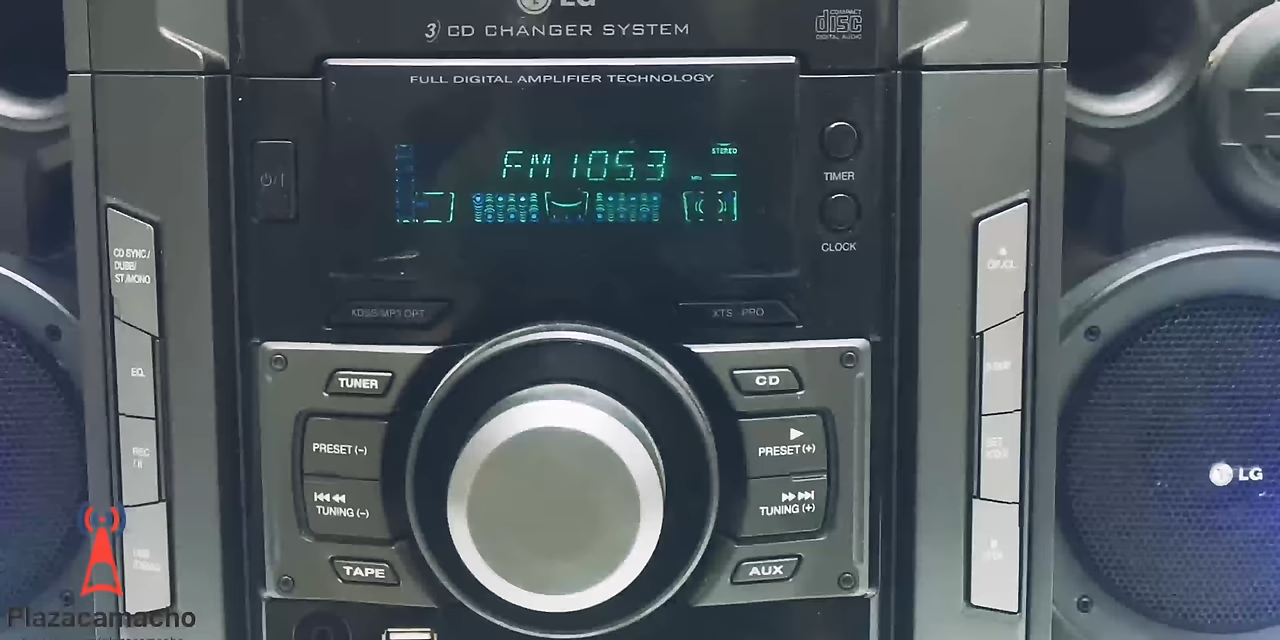 LG
3 CD CHANGER SYSTEM
COMPACT
disc
DIGITAL AUDIO
FULL DIGITAL AMPLIFIER TECHNOLOGY
FM 105.3
STEREO
TIMER
CLOCK
CD SYNC/
DUBB/
ST./MONO
EQ
REC
XTS - PRO
TUNER
CD
PRESET (-)
PRESET (+)
TUNING (-)
TUNING (+)
TAPE
AUX
LG
Plazacamacho